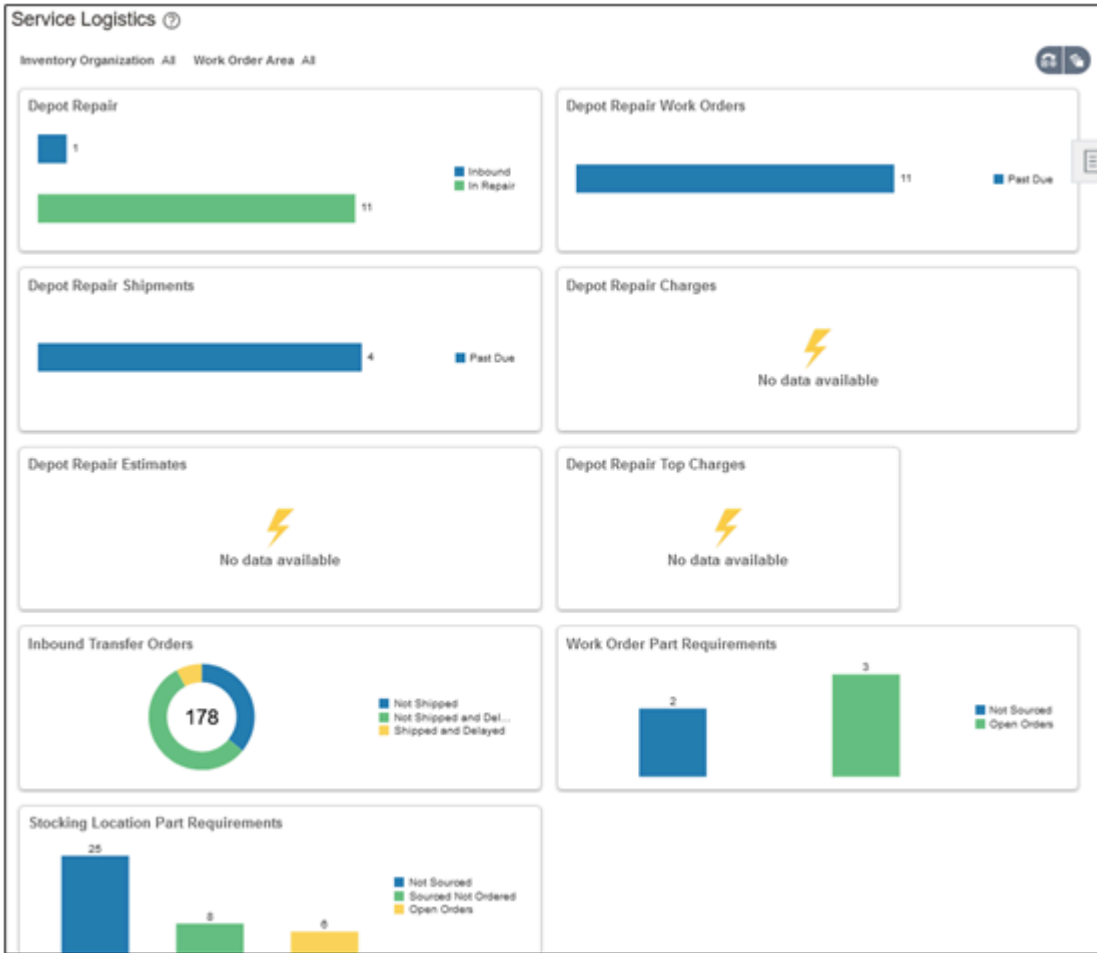 Service Logistics
Inventory Organization All Work Order Area All
Depot Repair
1
11
Inbound
In Repair
Depot Repair Work Orders
11
Past Due
Depot Repair Shipments
4
Past Due
Depot Repair Charges
No data available
Depot Repair Estimates
No data available
Depot Repair Top Charges
No data available
Inbound Transfer Orders
178
Not Shipped
Not Shipped and Del...
Shipped and Delayed
Work Order Part Requirements
2
3
Not Sourced
Open Orders
Stocking Location Part Requirements
25
8
6
Not Sourced
Sourced Not Ordered
Open Orders